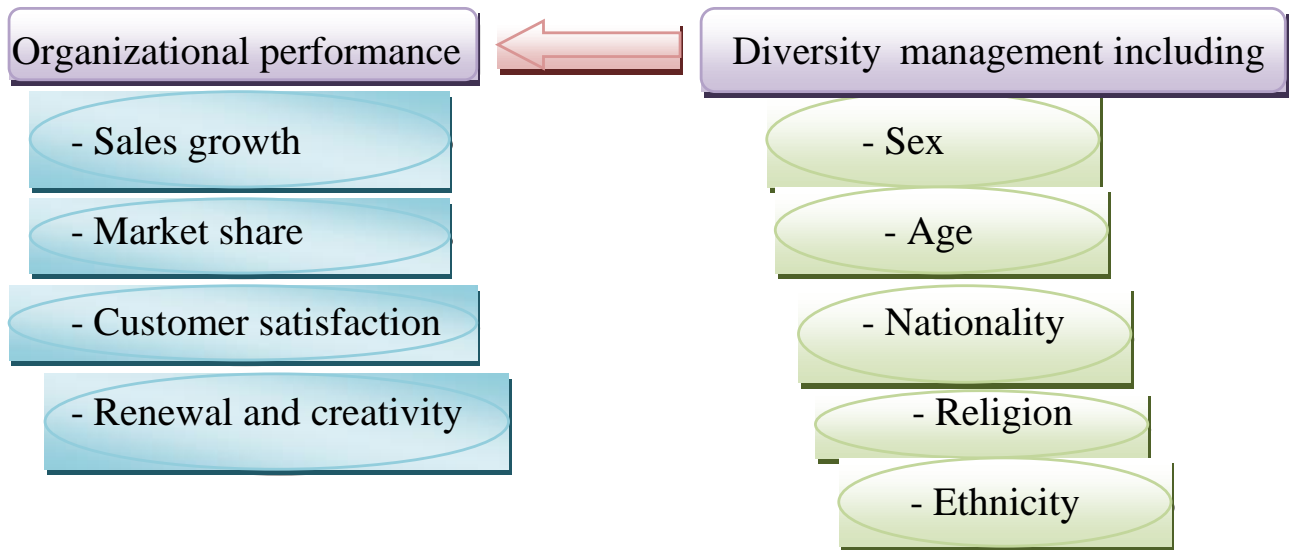 Organizational performance
- Sales growth
- Market share
- Customer satisfaction
- Renewal and creativity
Diversity management including
- Sex
- Age
- Nationality
- Religion
- Ethnicity